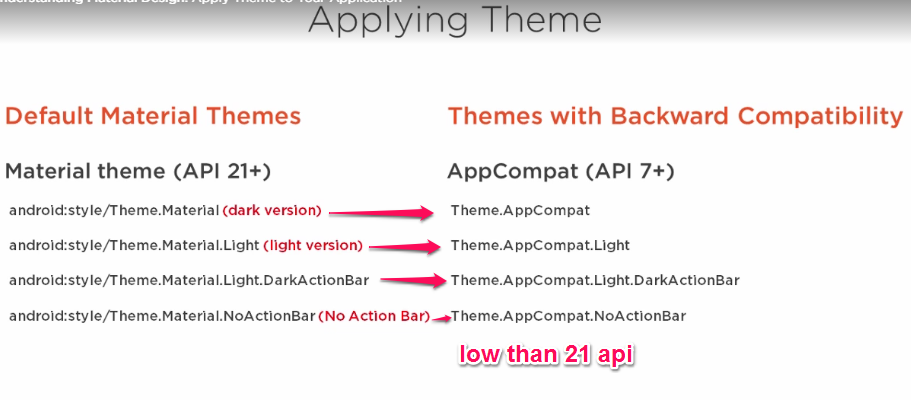 Understanding Material Design: Apply Theme to Your Application
Applying Theme
Default Material Themes
Material theme (API 21+)
android:style/Theme.Material (dark version)
android:style/Theme.Material.Light (light version)
android:style/Theme.Material.Light.DarkActionBar
android:style/Theme.Material.NoActionBar (No Action Bar)
Themes with Backward Compatibility
AppCompat (API 7+)
Theme.AppCompat
Theme.AppCompat.Light
Theme.AppCompat.Light.DarkActionBar
Theme.AppCompat.NoActionBar
low than 21 api